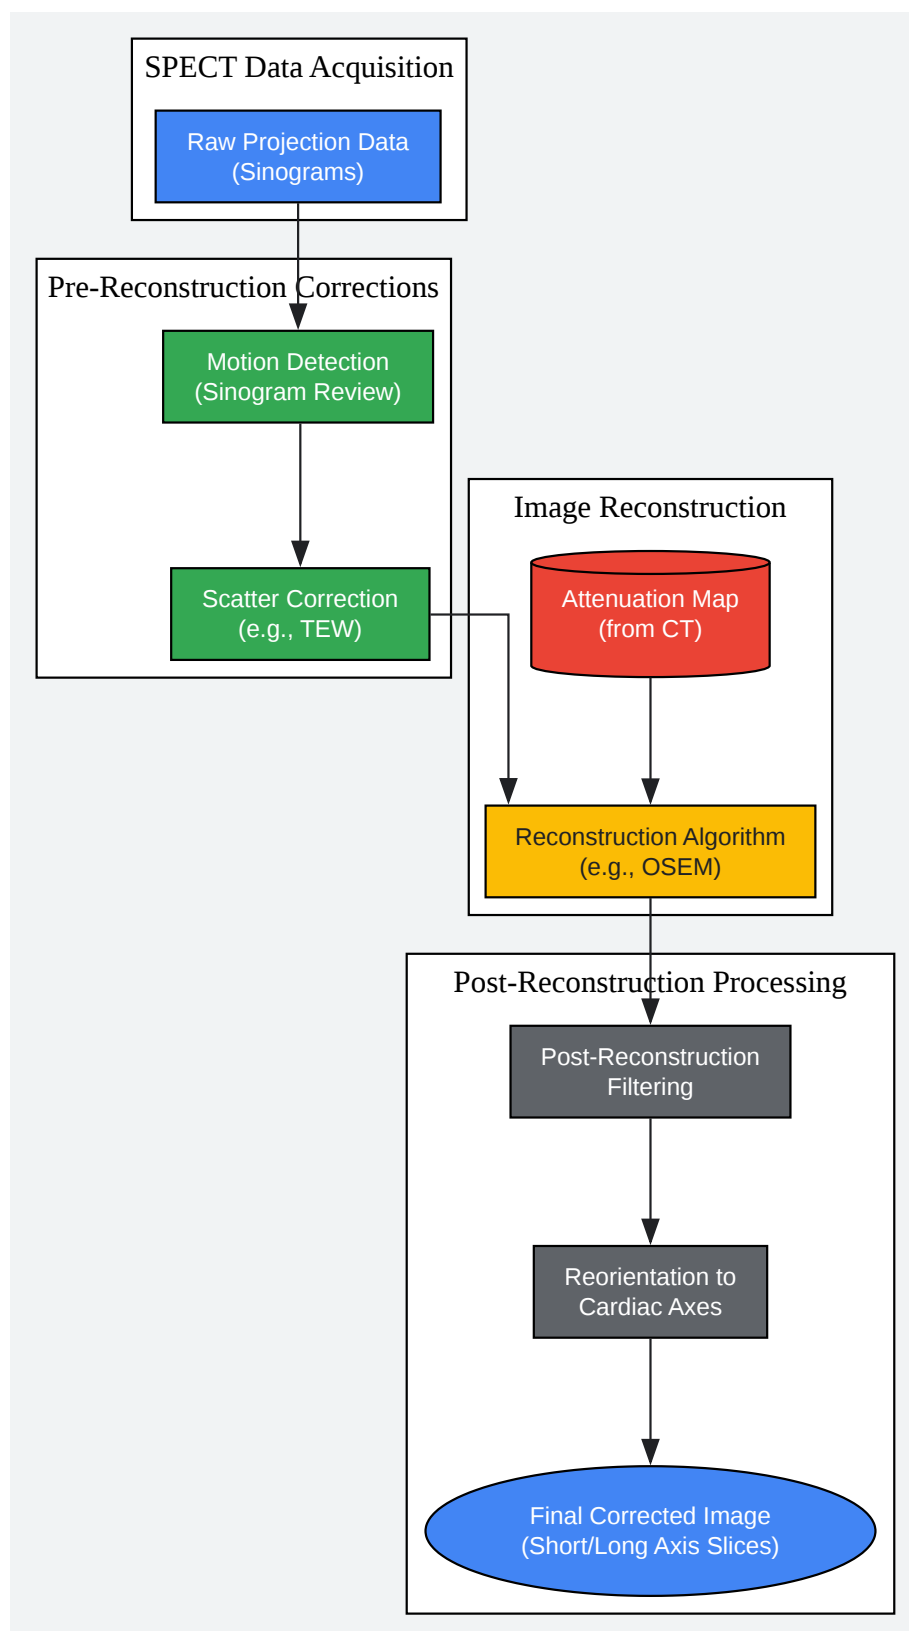 SPECT Data Acquisition
Raw Projection Data
(Sinograms)
Pre-Reconstruction Corrections
Motion Detection
(Sinogram Review)
Scatter Correction
(e.g., TEW)
Image Reconstruction
Attenuation Map
(from CT)
Reconstruction Algorithm
(e.g., OSEM)
Post-Reconstruction Processing
Post-Reconstruction
Filtering
Reorientation to
Cardiac Axes
Final Corrected Image
(Short/Long Axis Slices)